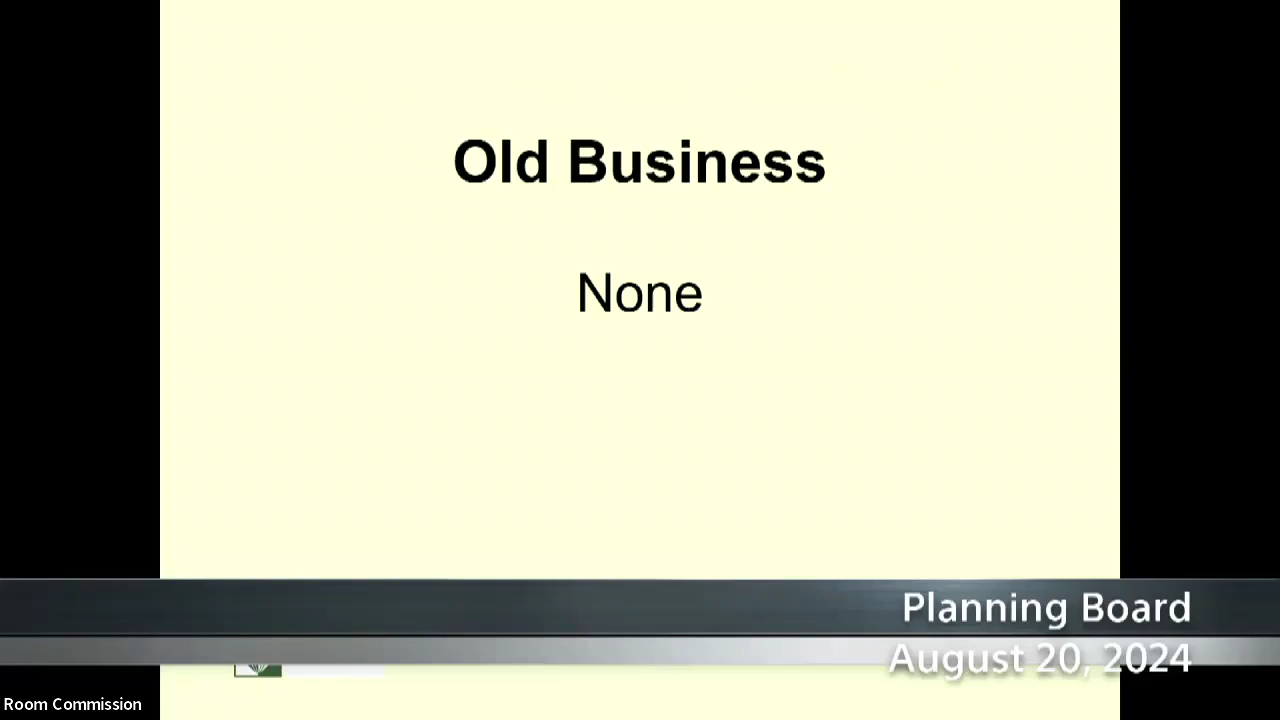 Old Business
None
Planning Board
August 20, 2024
Room Commission